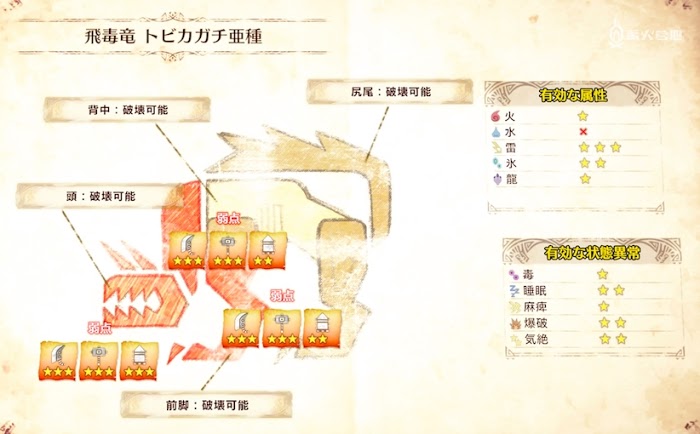 飛毒竜 トビカガチ亜種
背中：破壊可能
尻尾：破壊可能
頭：破壊可能
弱点
弱点
弱点
前脚：破壊可能
有効な属性
火
水
雷
氷
龍
有効な状態異常
毒
睡眠
麻痺
爆破
気絶